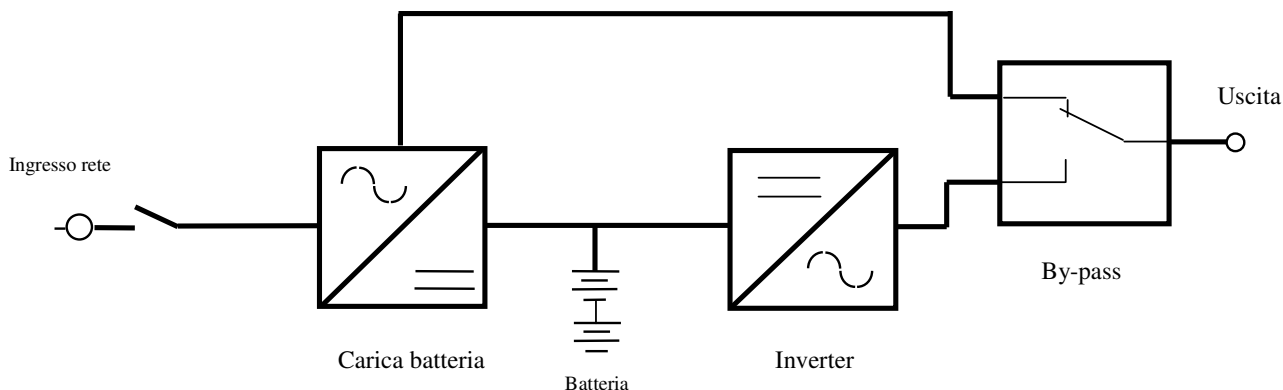 Uscita
Ingresso rete
By-pass
Carica batteria
Inverter
Batteria